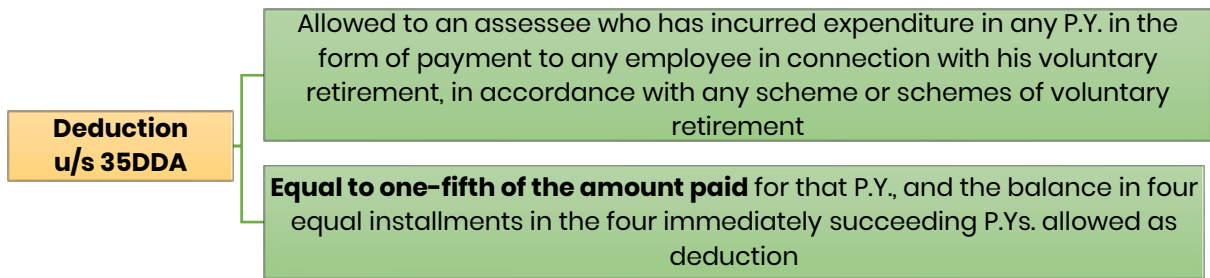 Deduction
u/s 35DDA
Allowed to an assessee who has incurred expenditure in any P.Y. in the
form of payment to any employee in connection with his voluntary
retirement, in accordance with any scheme or schemes of voluntary
retirement
Equal to one-fifth of the amount paid for that P.Y., and the balance in four
equal installments in the four immediately succeeding P.Ys. allowed as
deduction